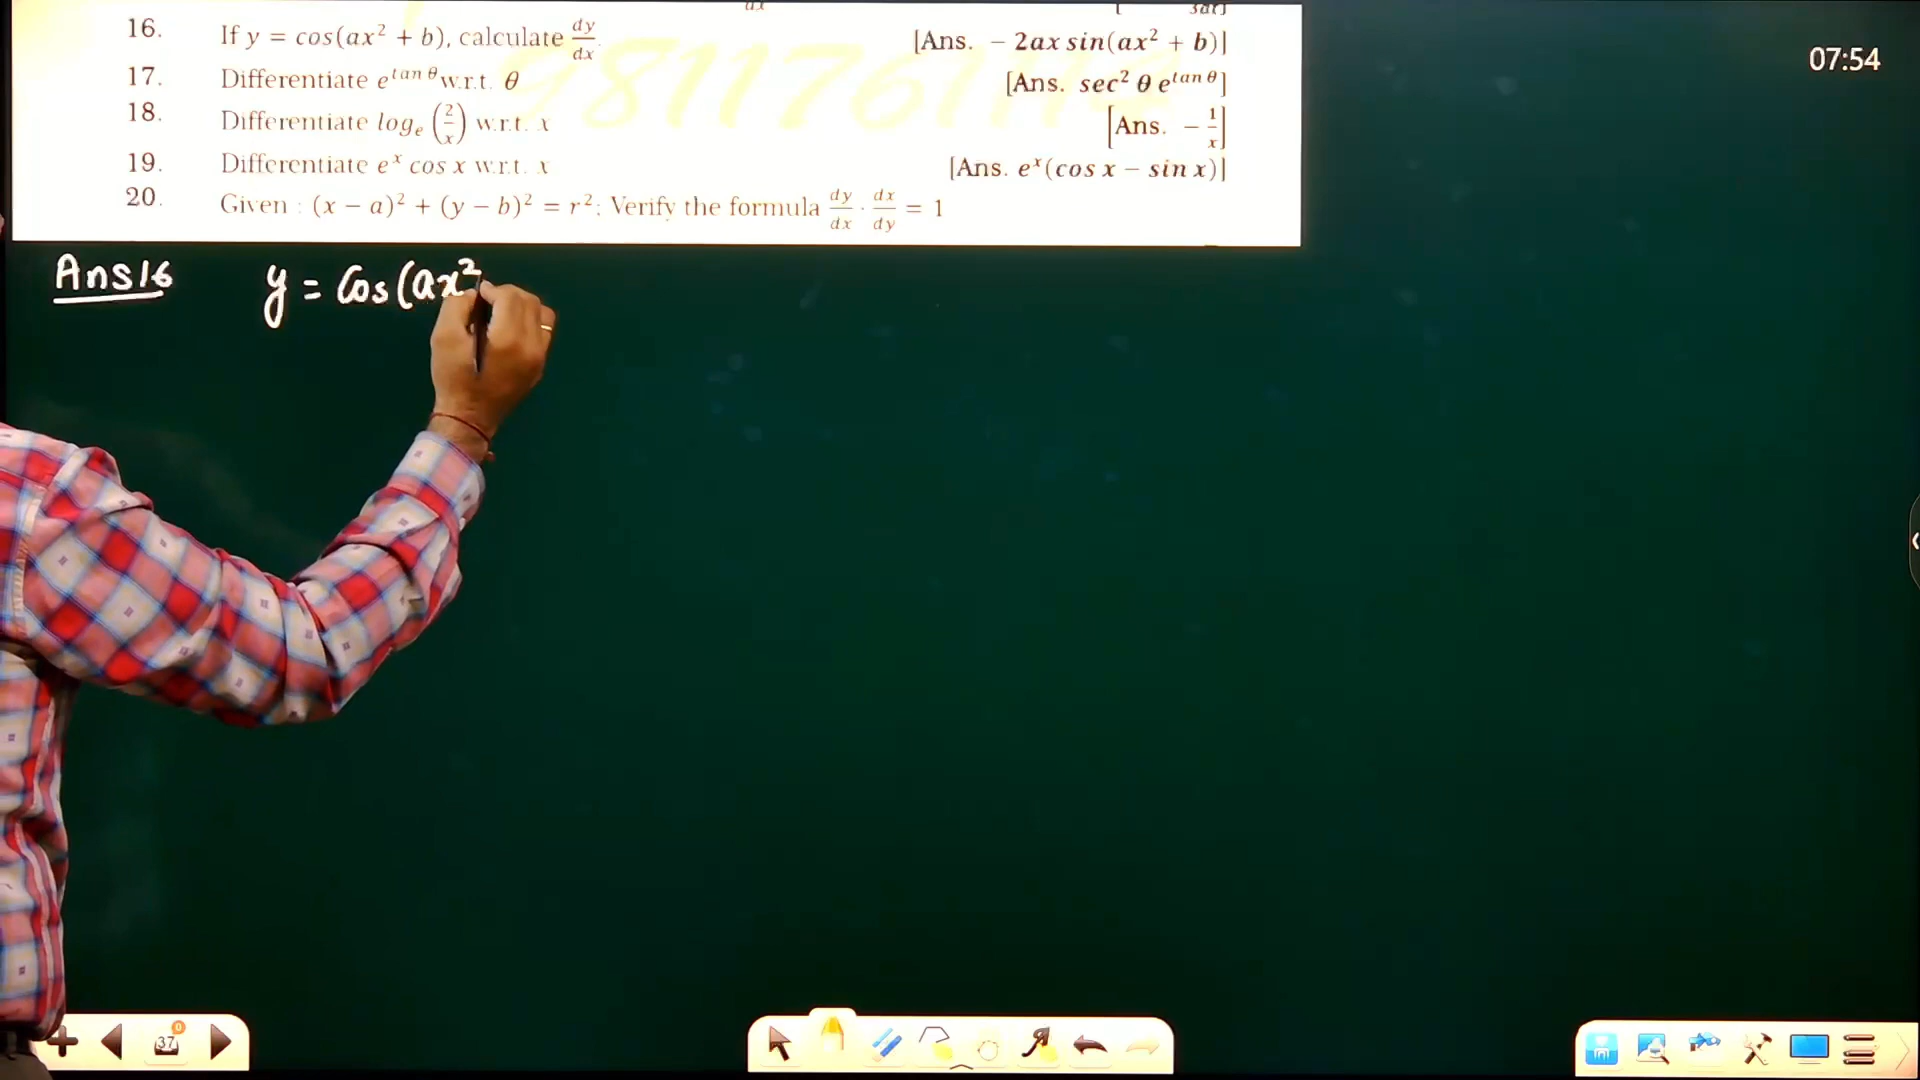 16. If y = cos(ax² + b), calculate dy/dx. [Ans. − 2ax sin(ax² + b)]
17. Differentiate e^(tan θ) w.r.t. θ [Ans. sec² θ e^(tan θ)]
18. Differentiate logₑ (2/x) w.r.t. x [Ans. − 1/x]
19. Differentiate eˣ cos x w.r.t. x [Ans. eˣ(cos x − sin x)]
20. Given : (x − a)² + (y − b)² = r²; Verify the formula dy/dx · dx/dy = 1
07:54
Ans16 y = Cos(ax²
37
0